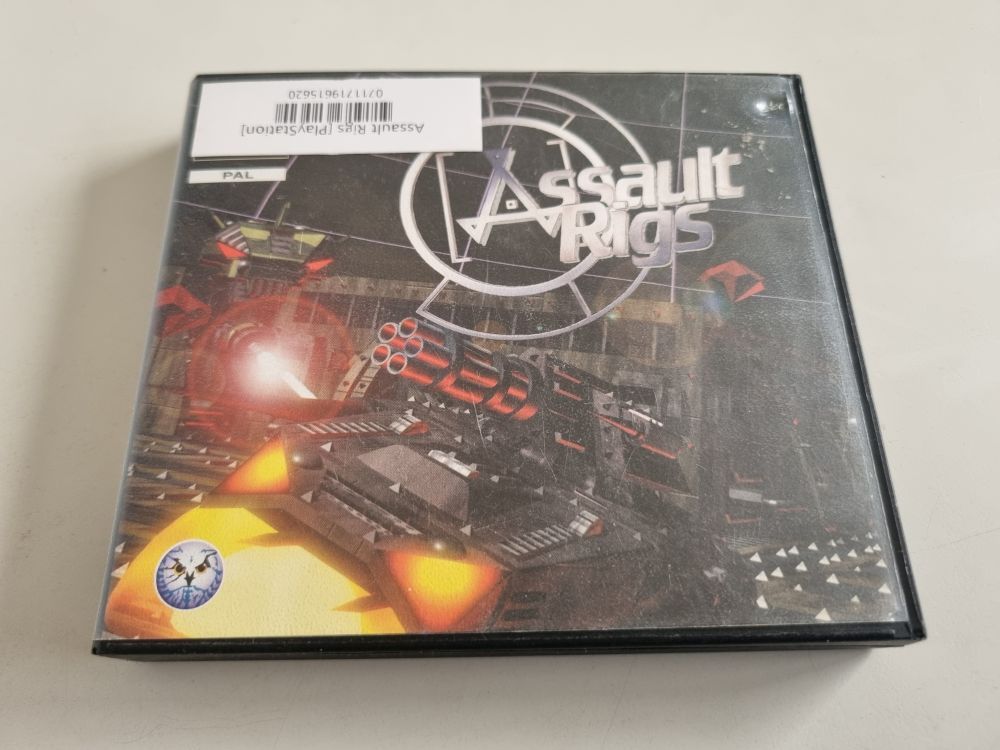 Assault Rigs [PlayStation]
0711719615620
PAL
Assault
Rigs